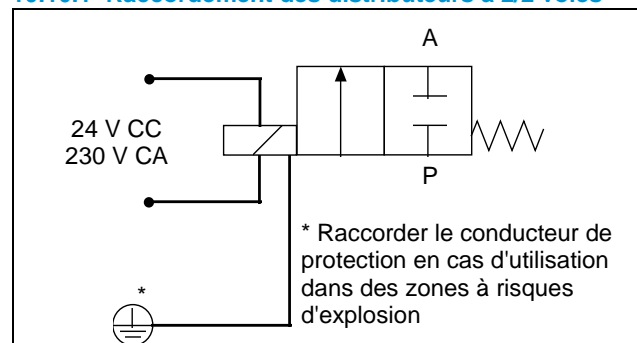 A
24 V CC
230 V CA
P
* Raccorder le conducteur de
protection en cas d'utilisation
dans des zones à risques
d'explosion
*